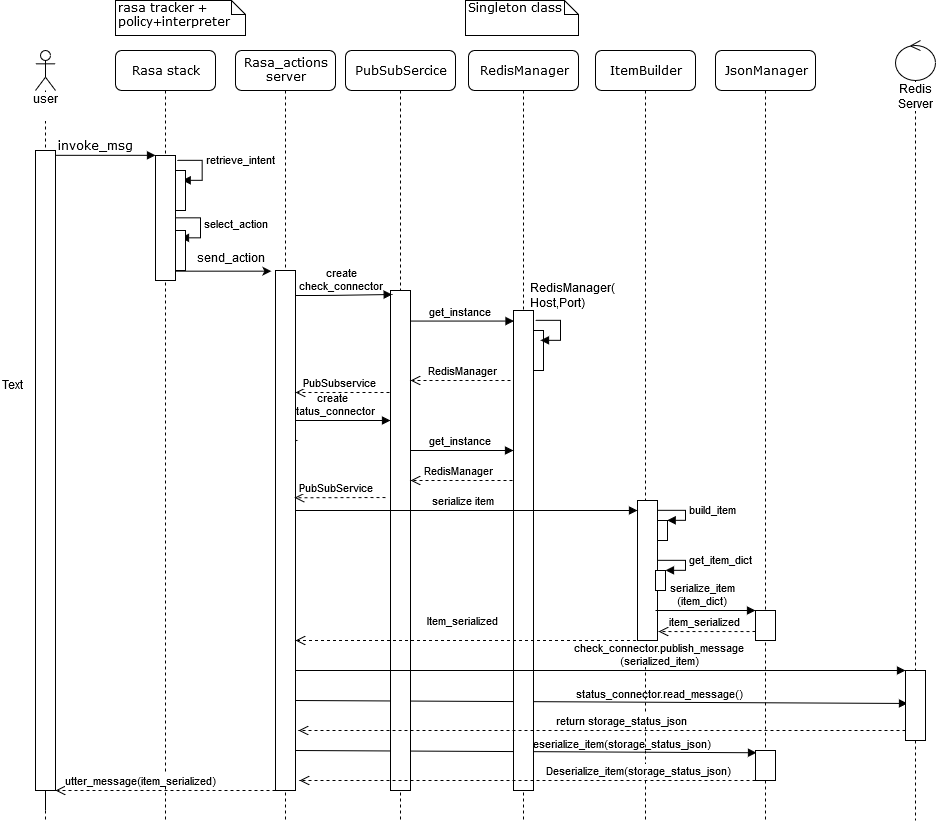 rasa tracker +
policy+interpreter
Singleton class
Rasa stack
Rasa_actions
server
PubSubSercice
RedisManager
ItemBuilder
JsonManager
Redis
Server
user
invoke_msg
retrieve_intent
select_action
send_action
create
check_connector
RedisManager(
Host,Port)
get_instance
RedisManager
Text
PubSubservice
create
tatus_connector
get_instance
RedisManager
PubSubService
serialize item
build_item
get_item_dict
serialize_item
(item_dict)
Item_serialized
item_serialized
check_connector.publish_message
(serialized_item)
status_connector.read_message()
return storage_status_json
eserialize_item(storage_status_json)
Deserialize_item(storage_status_json)
utter_message(item_serialized)